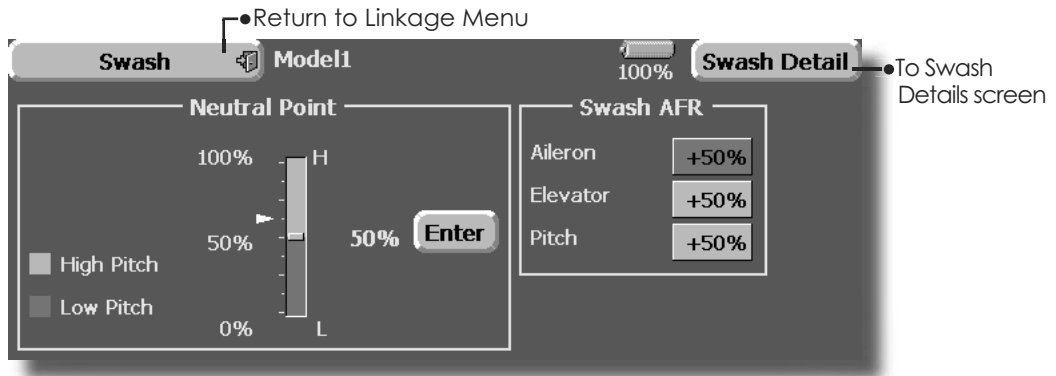 ●Return to Linkage Menu
Swash Model1 100% Swash Detail
●To Swash
Details screen
Neutral Point
100% H
50% 50% Enter
High Pitch
Low Pitch
0% L
Swash AFR
Aileron +50%
Elevator +50%
Pitch +50%